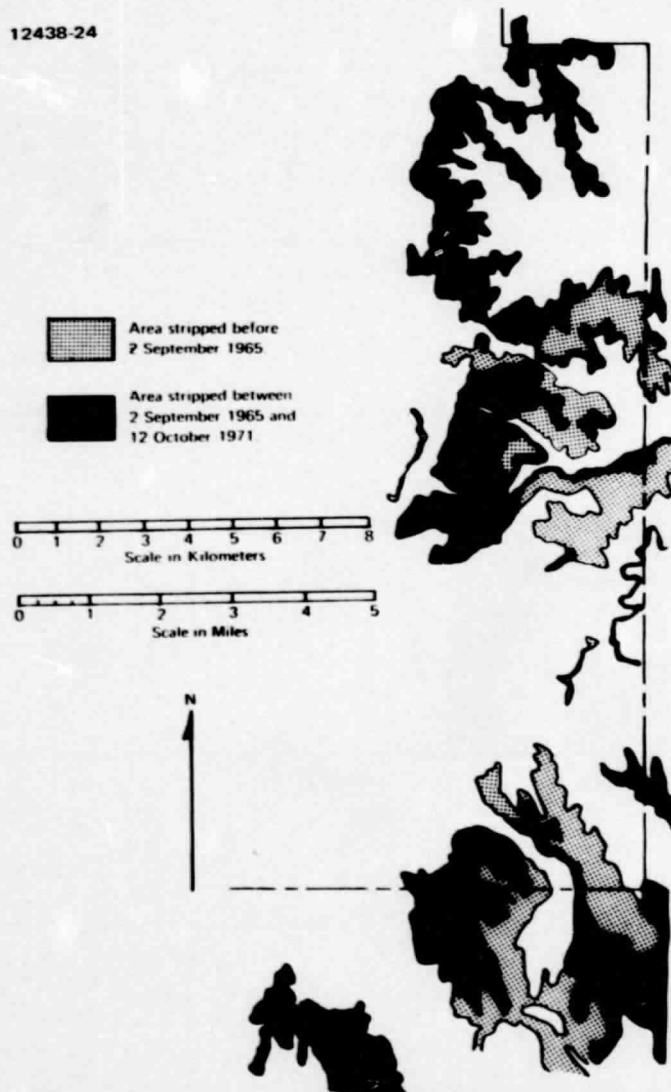 12438-24
Area stripped before
2 September 1965
Area stripped between
2 September 1965 and
12 October 1971
0 1 2 3 4 5 6 7 8
Scale in Kilometers
0 1 2 3 4 5
Scale in Miles
N